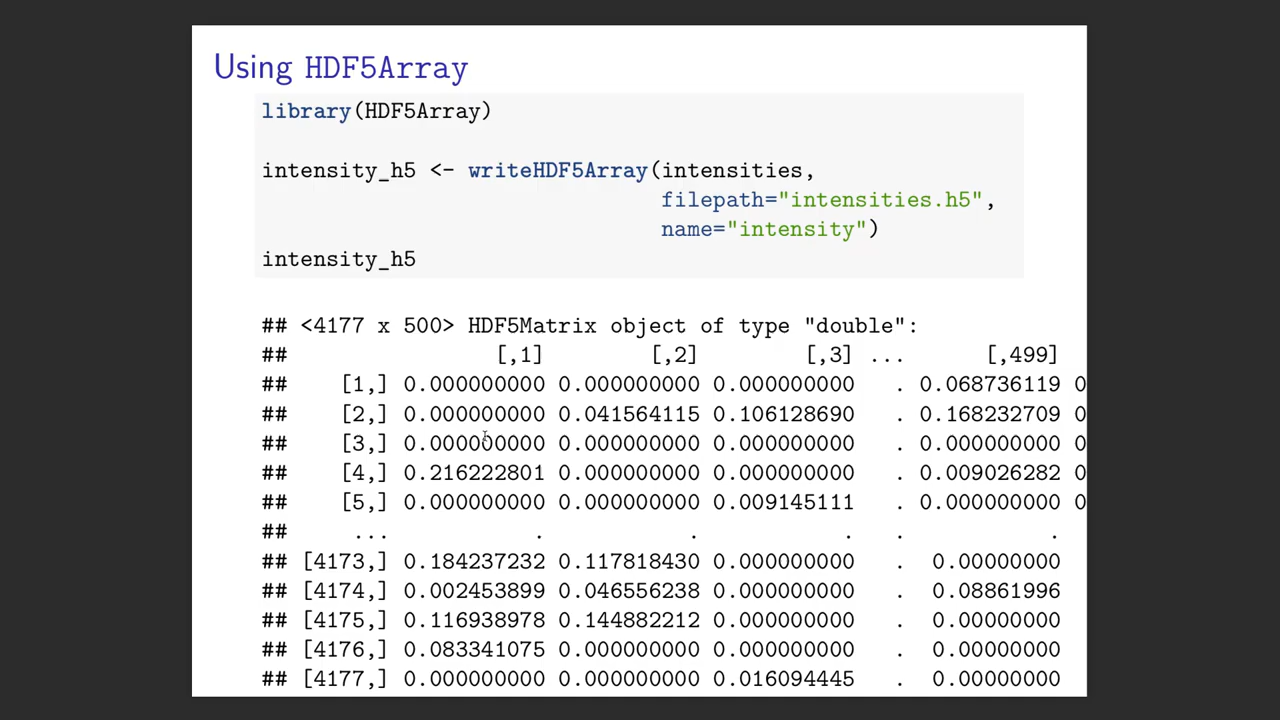 Using HDF5Array
library(HDF5Array)
intensity_h5 <- writeHDF5Array(intensities,
filepath="intensities.h5",
name="intensity")
intensity_h5
## <4177 x 500> HDF5Matrix object of type "double":
## [,1] [,2] [,3] ... [,499]
## [1,] 0.000000000 0.000000000 0.000000000 . 0.068736119 0
## [2,] 0.000000000 0.041564115 0.106128690 . 0.168232709 0
## [3,] 0.000000000 0.000000000 0.000000000 . 0.000000000 0
## [4,] 0.216222801 0.000000000 0.000000000 . 0.009026282 0
## [5,] 0.000000000 0.000000000 0.009145111 . 0.000000000 0
## ... . . . . .
## [4173,] 0.184237232 0.117818430 0.000000000 . 0.00000000
## [4174,] 0.002453899 0.046556238 0.000000000 . 0.08861996
## [4175,] 0.116938978 0.144882212 0.000000000 . 0.00000000
## [4176,] 0.083341075 0.000000000 0.000000000 . 0.00000000
## [4177,] 0.000000000 0.000000000 0.016094445 . 0.00000000